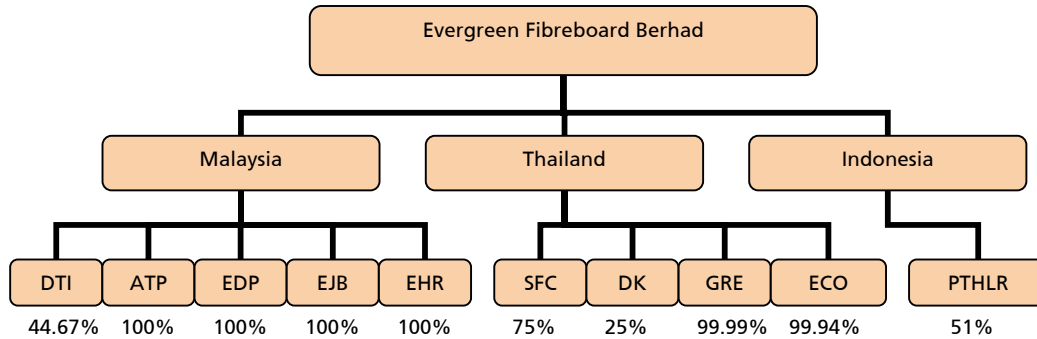 Evergreen Fibreboard Berhad
Malaysia Thailand Indonesia
DTI ATP EDP EJB EHR SFC DK GRE ECO PTHLR
44.67% 100% 100% 100% 100% 75% 25% 99.99% 99.94% 51%